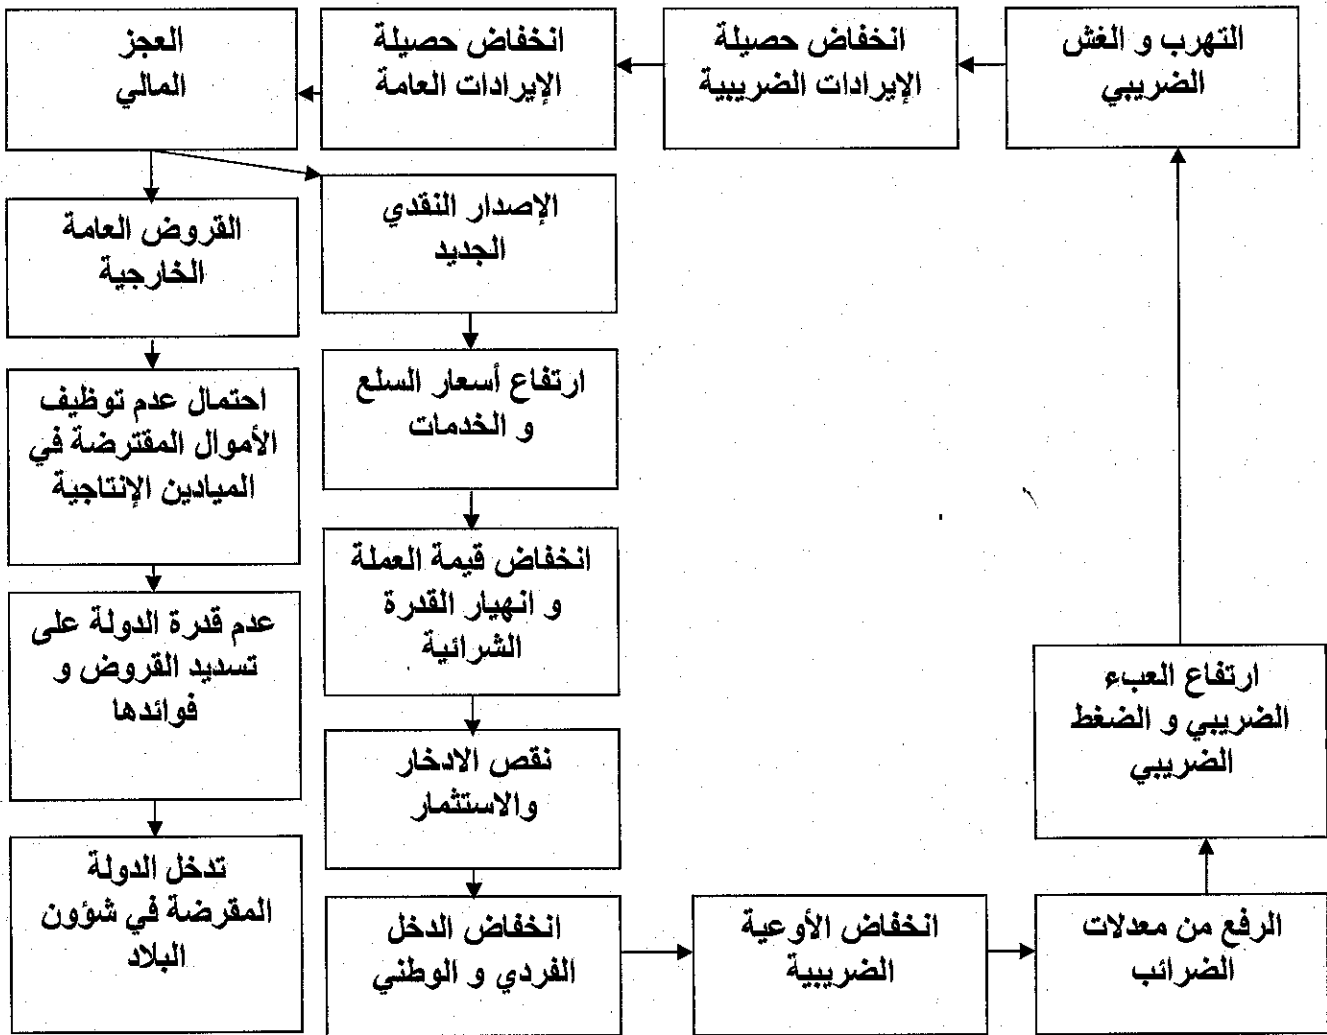 التهرب و الغش
الضريبي
انخفاض حصيلة
الإيرادات الضريبية
انخفاض حصيلة
الإيرادات العامة
العجز
المالي
القروض العامة
الخارجية
احتمال عدم توظيف
الأموال المقترضة في
الميادين الإنتاجية
عدم قدرة الدولة على
تسديد القروض و
فوائدها
تدخل الدولة
المقرضة في شؤون
البلاد
الإصدار النقدي
الجديد
ارتفاع أسعار السلع
و الخدمات
انخفاض قيمة العملة
و انهيار القدرة
الشرائية
نقص الادخار
والاستثمار
انخفاض الدخل
الفردي و الوطني
انخفاض الأوعية
الضريبية
الرفع من معدلات
الضرائب
ارتفاع العبء
الضريبي و الضغط
الضريبي